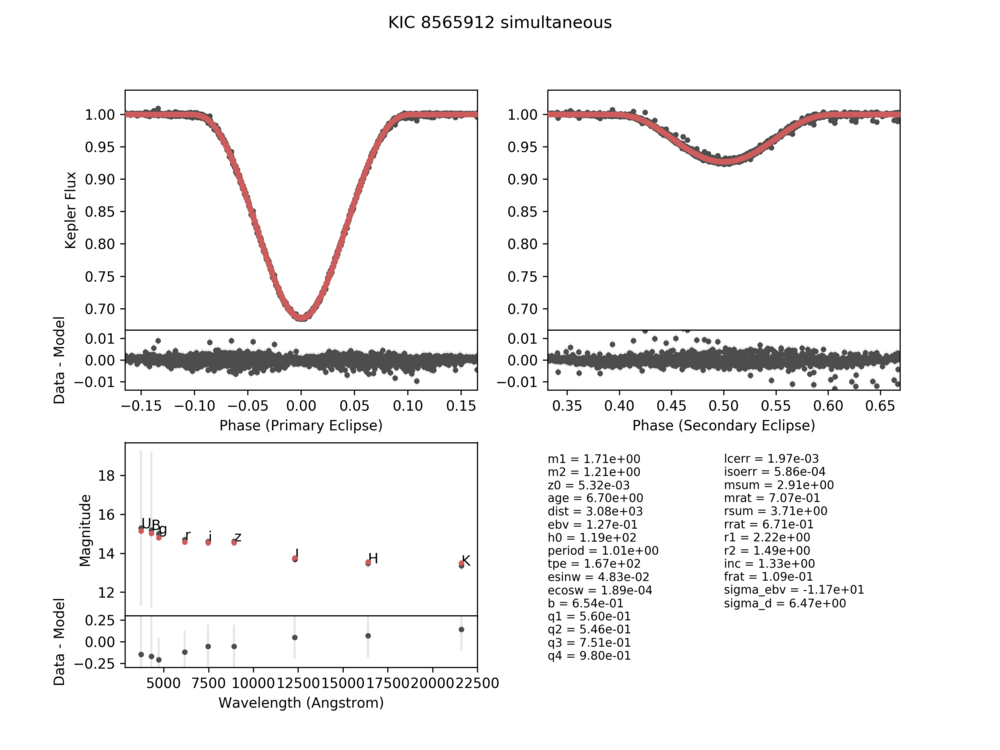 KIC 8565912 simultaneous
1.00
0.95
0.90
0.85
0.80
0.75
0.70
Kepler Flux
0.01
0.00
−0.01
Data - Model
−0.15 −0.10 −0.05 0.00 0.05 0.10 0.15
Phase (Primary Eclipse)
1.00
0.95
0.90
0.85
0.80
0.75
0.70
0.01
0.00
−0.01
0.35 0.40 0.45 0.50 0.55 0.60 0.65
Phase (Secondary Eclipse)
18
16
14
12
Magnitude
U B g r i z J H K
0.25
0.00
−0.25
Data - Model
5000 7500 10000 12500 15000 17500 20000 22500
Wavelength (Angstrom)
m1 = 1.71e+00
m2 = 1.21e+00
z0 = 5.32e-03
age = 6.70e+00
dist = 3.08e+03
ebv = 1.27e-01
h0 = 1.19e+02
period = 1.01e+00
tpe = 1.67e+02
esinw = 4.83e-02
ecosw = 1.89e-04
b = 6.54e-01
q1 = 5.60e-01
q2 = 5.46e-01
q3 = 7.51e-01
q4 = 9.80e-01
lcerr = 1.97e-03
isoerr = 5.86e-04
msum = 2.91e+00
mrat = 7.07e-01
rsum = 3.71e+00
rrat = 6.71e-01
r1 = 2.22e+00
r2 = 1.49e+00
inc = 1.33e+00
frat = 1.09e-01
sigma_ebv = -1.17e+01
sigma_d = 6.47e+00